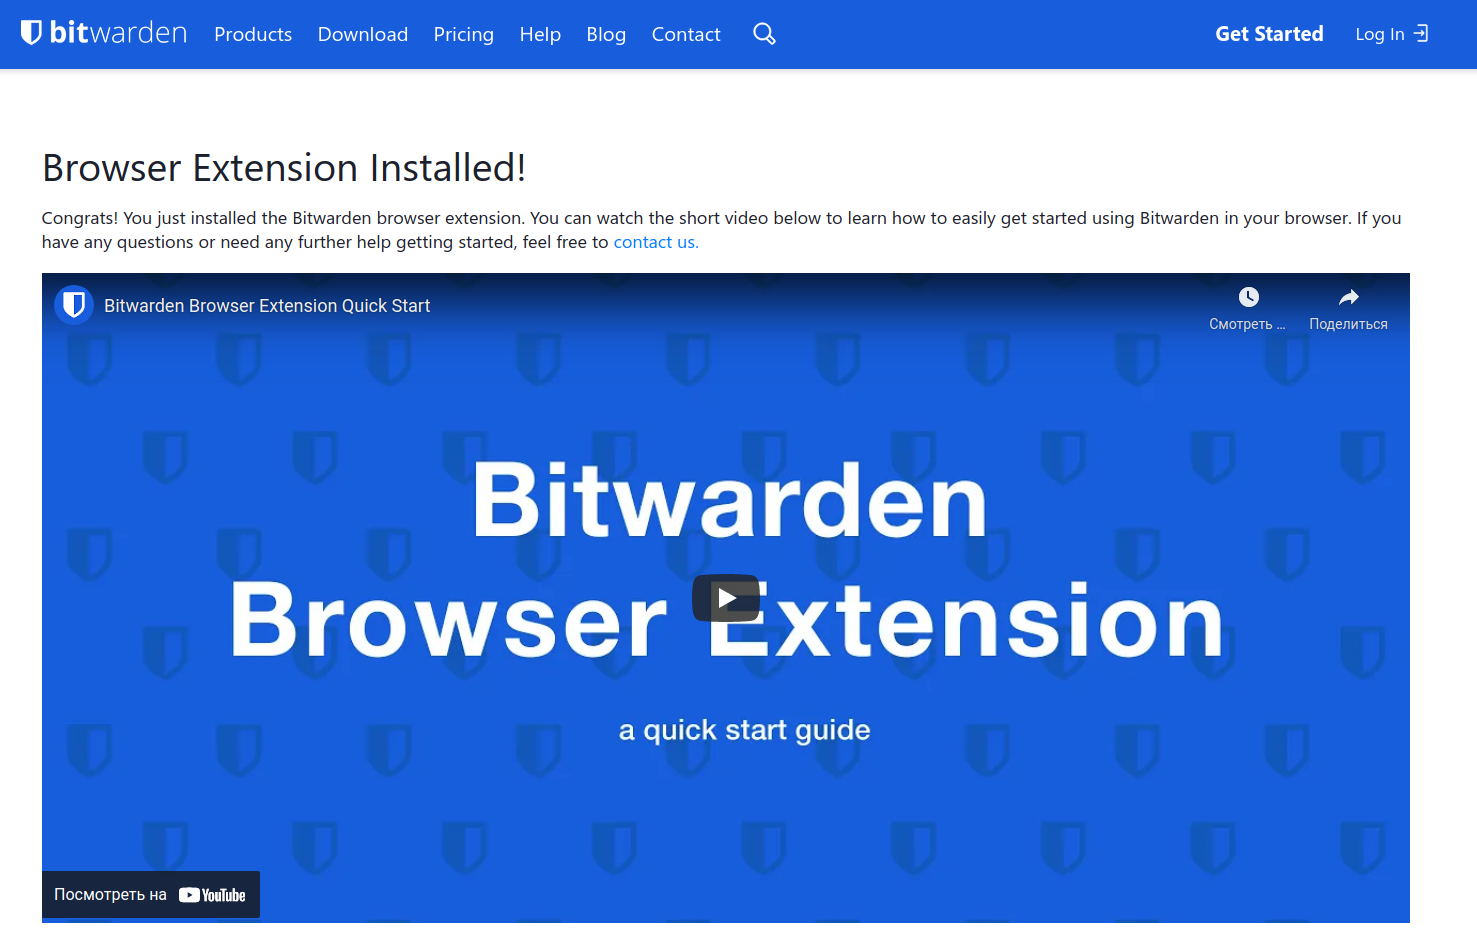 bitwarden Products Download Pricing Help Blog Contact Get Started Log In
Browser Extension Installed!
Congrats! You just installed the Bitwarden browser extension. You can watch the short video below to learn how to easily get started using Bitwarden in your browser. If you
have any questions or need any further help getting started, feel free to contact us.
Bitwarden Browser Extension Quick Start
Смотреть ...
Поделиться
Bitwarden
Browser Extension
a quick start guide
Посмотреть на YouTube